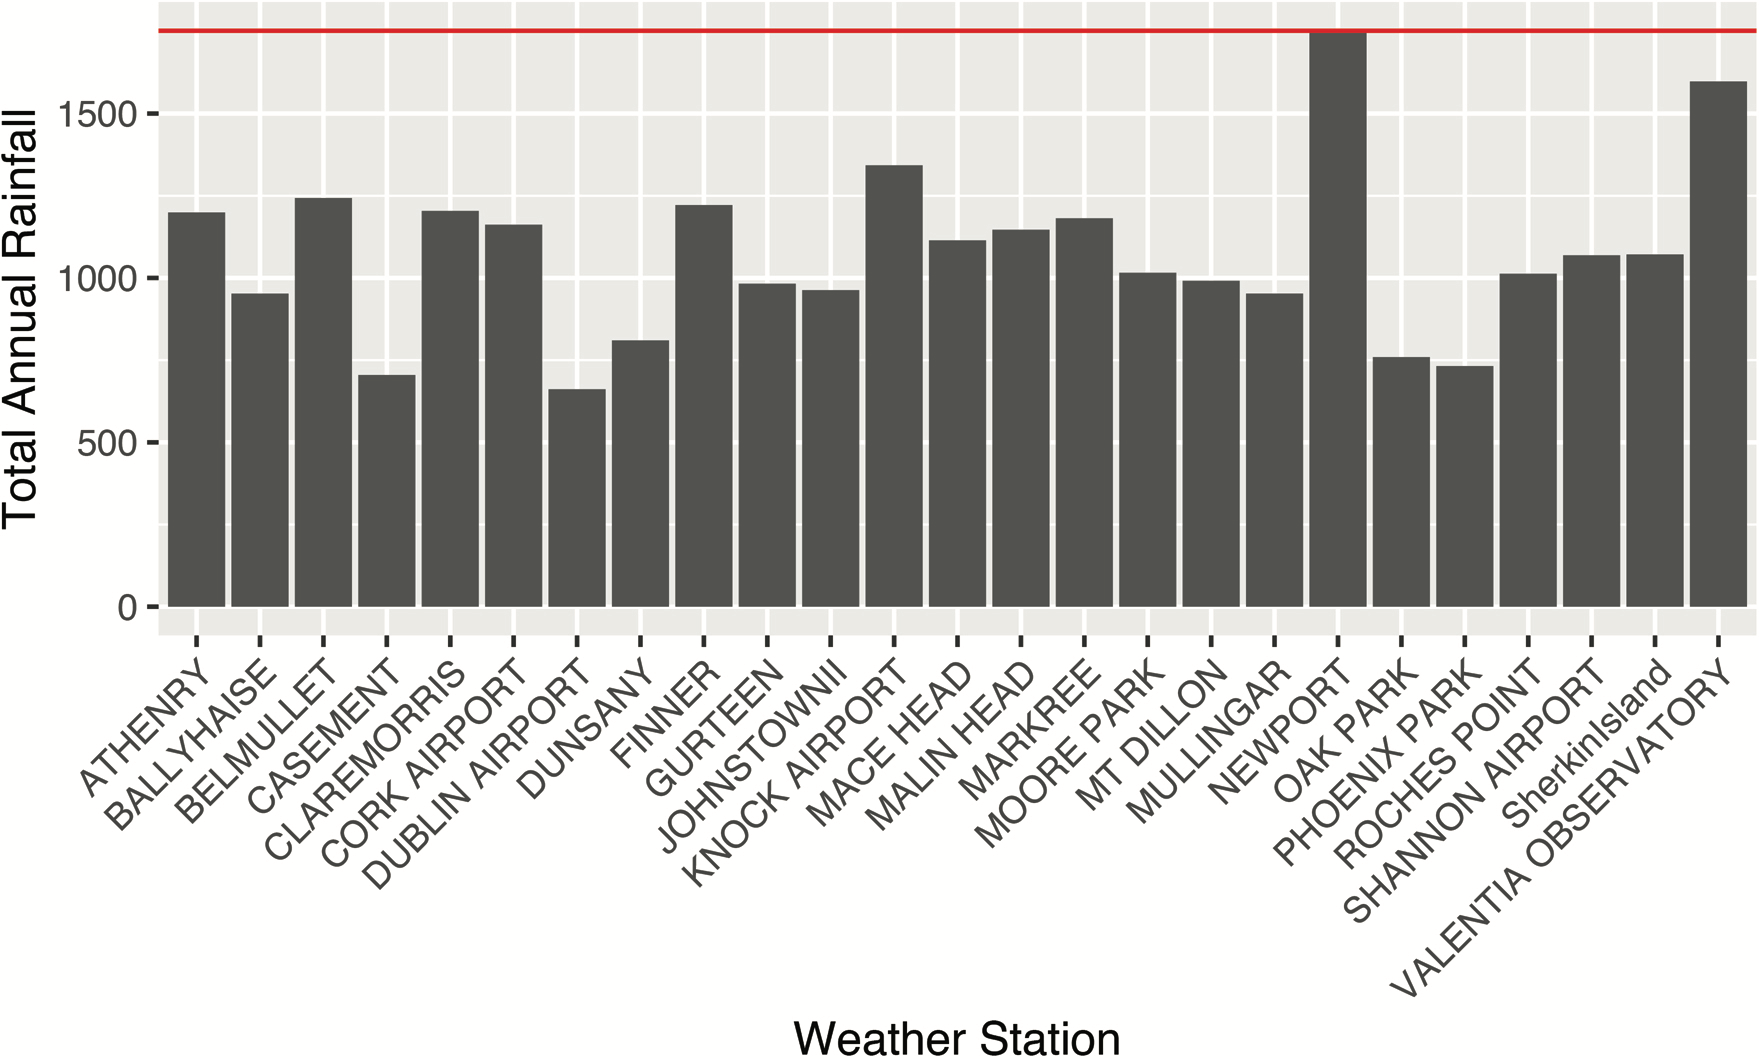 Total Annual Rainfall
1500
1000
500
0
ATHENRY
BALLYHAISE
BELMULLET
CASEMENT
CLAREMORRIS
CORK AIRPORT
DUBLIN AIRPORT
DUNSANY
FINNER
GURTEEN
JOHNSTOWNII
KNOCK AIRPORT
MACE HEAD
MALIN HEAD
MARKREE
MOORE PARK
MT DILLON
MULLINGAR
NEWPORT
OAK PARK
PHOENIX PARK
ROCHES POINT
SHANNON AIRPORT
SherkinIsland
VALENTIA OBSERVATORY
Weather Station